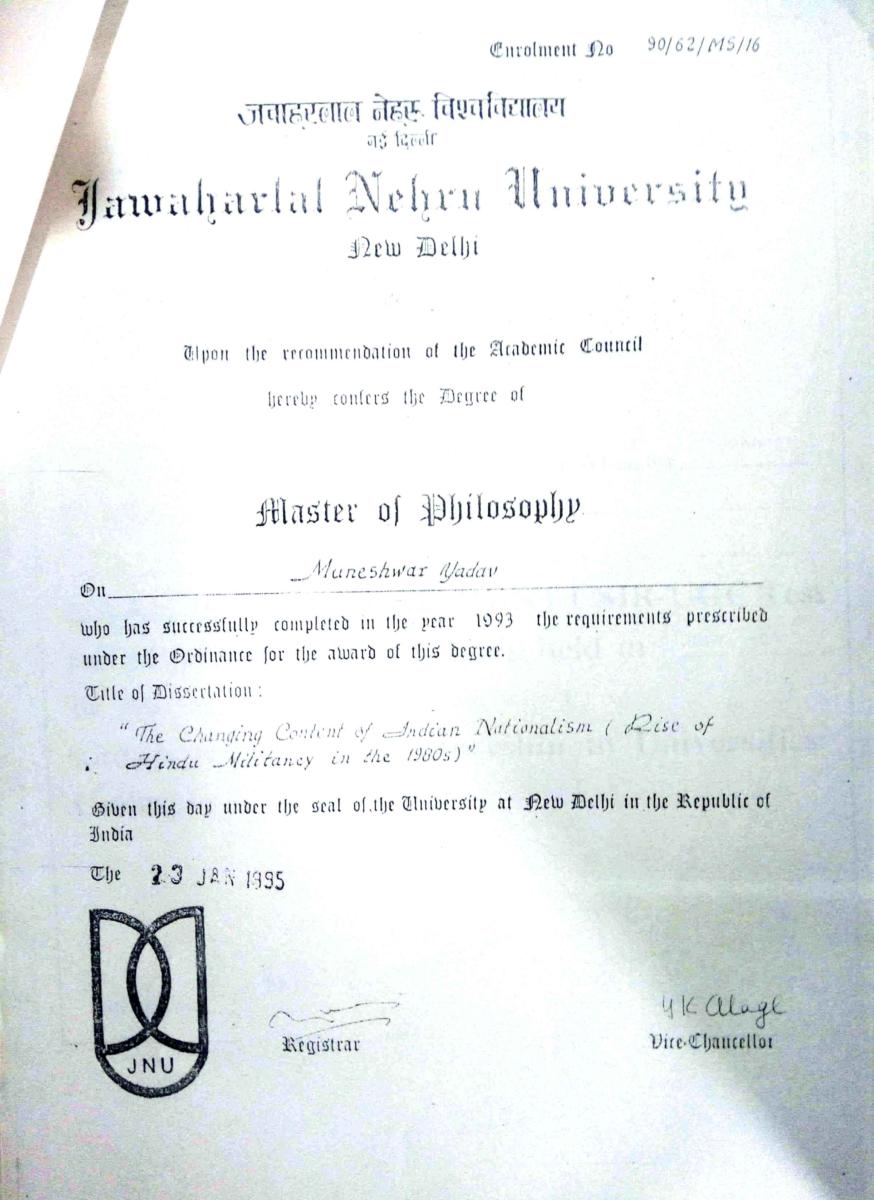 Enrolment No 90/62/MS/16
जवाहरलाल नेहरू विश्वविद्यालय
नई दिल्ली
Jawaharlal Nehru University
New Delhi
Upon the recommendation of the Academic Council
hereby confers the Degree of
Master of Philosophy
Muneshwar Yadav
On
who has successfully completed in the year 1993 the requirements prescribed
under the Ordinance for the award of this degree.
Title of Dissertation :
"The Changing Content of Indian Nationalism ( Rise of
Hindu Militancy in the 1980s)"
Given this day under the seal of the University at New Delhi in the Republic of
India
The 23 JAN 1995
JNU
Registrar
Y K Alagh
Vice-Chancellor